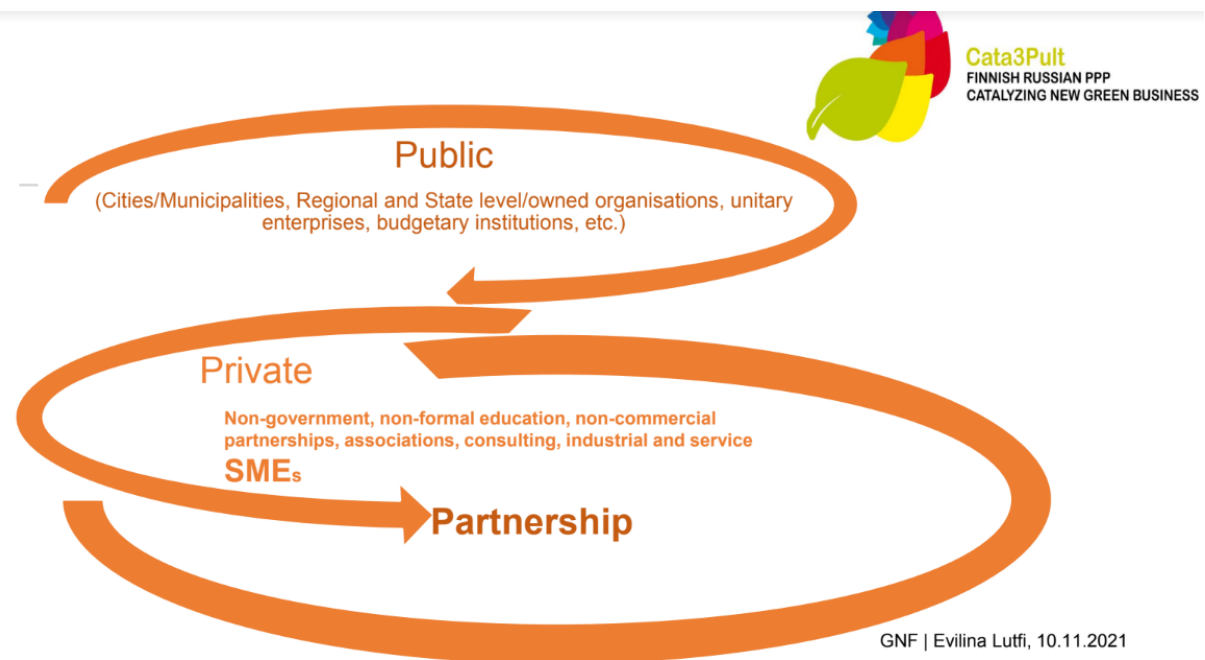 Cata3Pult
FINNISH RUSSIAN PPP
CATALYZING NEW GREEN BUSINESS
Public
(Cities/Municipalities, Regional and State level/owned organisations, unitary
enterprises, budgetary institutions, etc.)
Private
Non-government, non-formal education, non-commercial
partnerships, associations, consulting, industrial and service
SMEs
Partnership
GNF | Evilina Lutfi, 10.11.2021